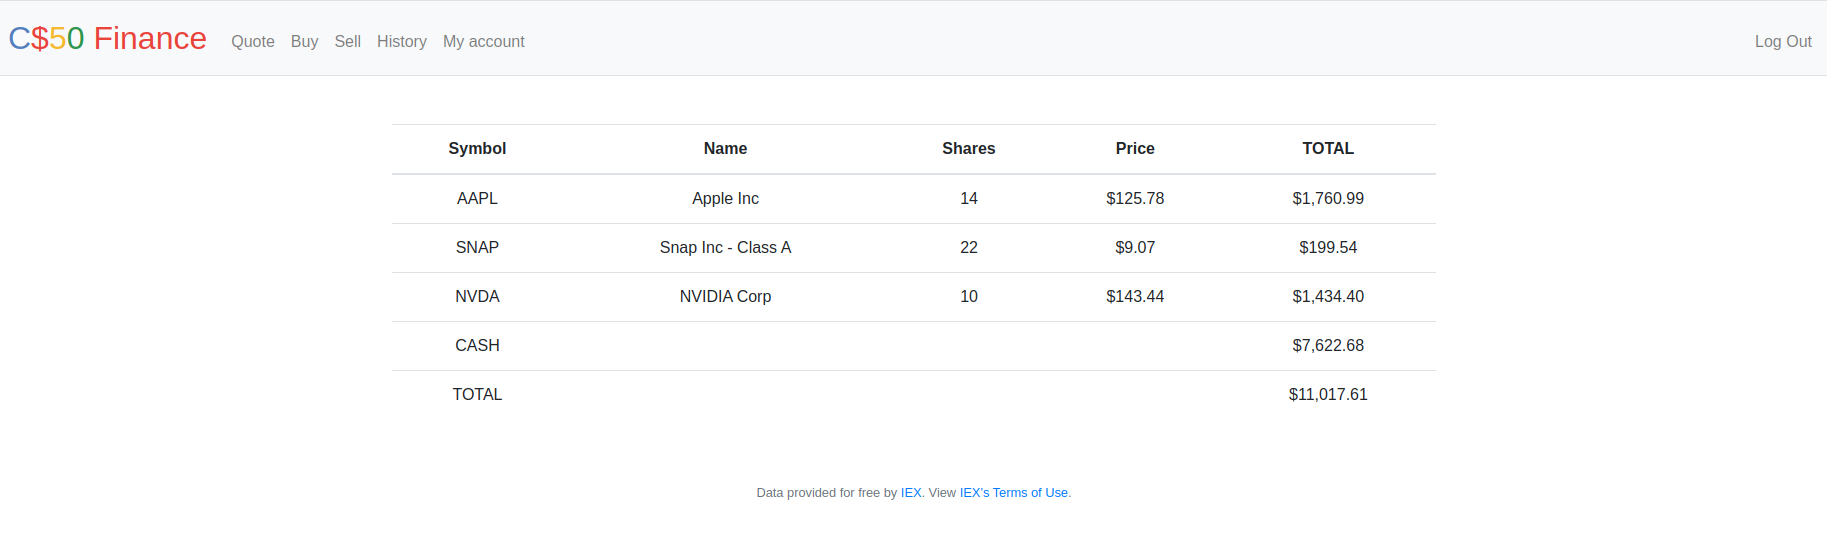 C$50 Finance Quote Buy Sell History My account Log Out
Symbol Name Shares Price TOTAL
AAPL Apple Inc 14 $125.78 $1,760.99
SNAP Snap Inc - Class A 22 $9.07 $199.54
NVDA NVIDIA Corp 10 $143.44 $1,434.40
CASH $7,622.68
TOTAL $11,017.61
Data provided for free by IEX. View IEX's Terms of Use.